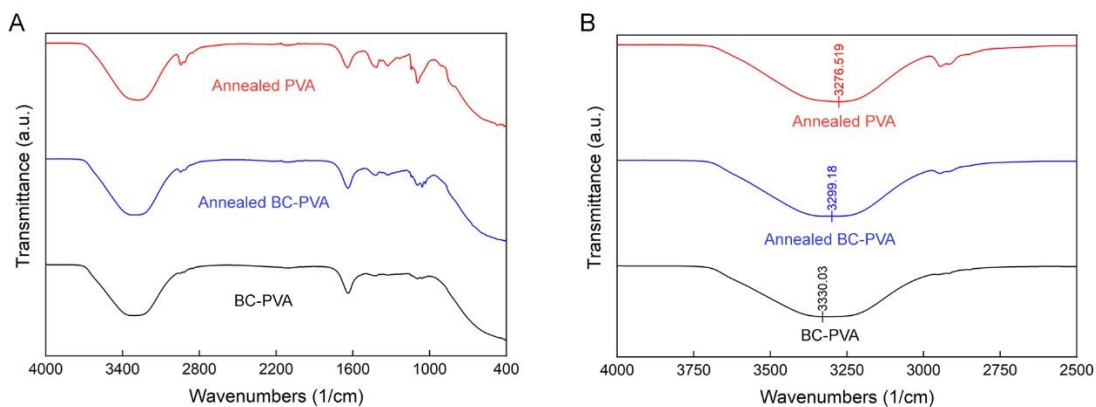 A
Transmittance (a.u.)
Annealed PVA
Annealed BC-PVA
BC-PVA
4000 3400 2800 2200 1600 1000 400
Wavenumbers (1/cm)
B
Transmittance (a.u.)
3276.519
Annealed PVA
3299.18
Annealed BC-PVA
3330.03
BC-PVA
4000 3750 3500 3250 3000 2750 2500
Wavenumbers (1/cm)